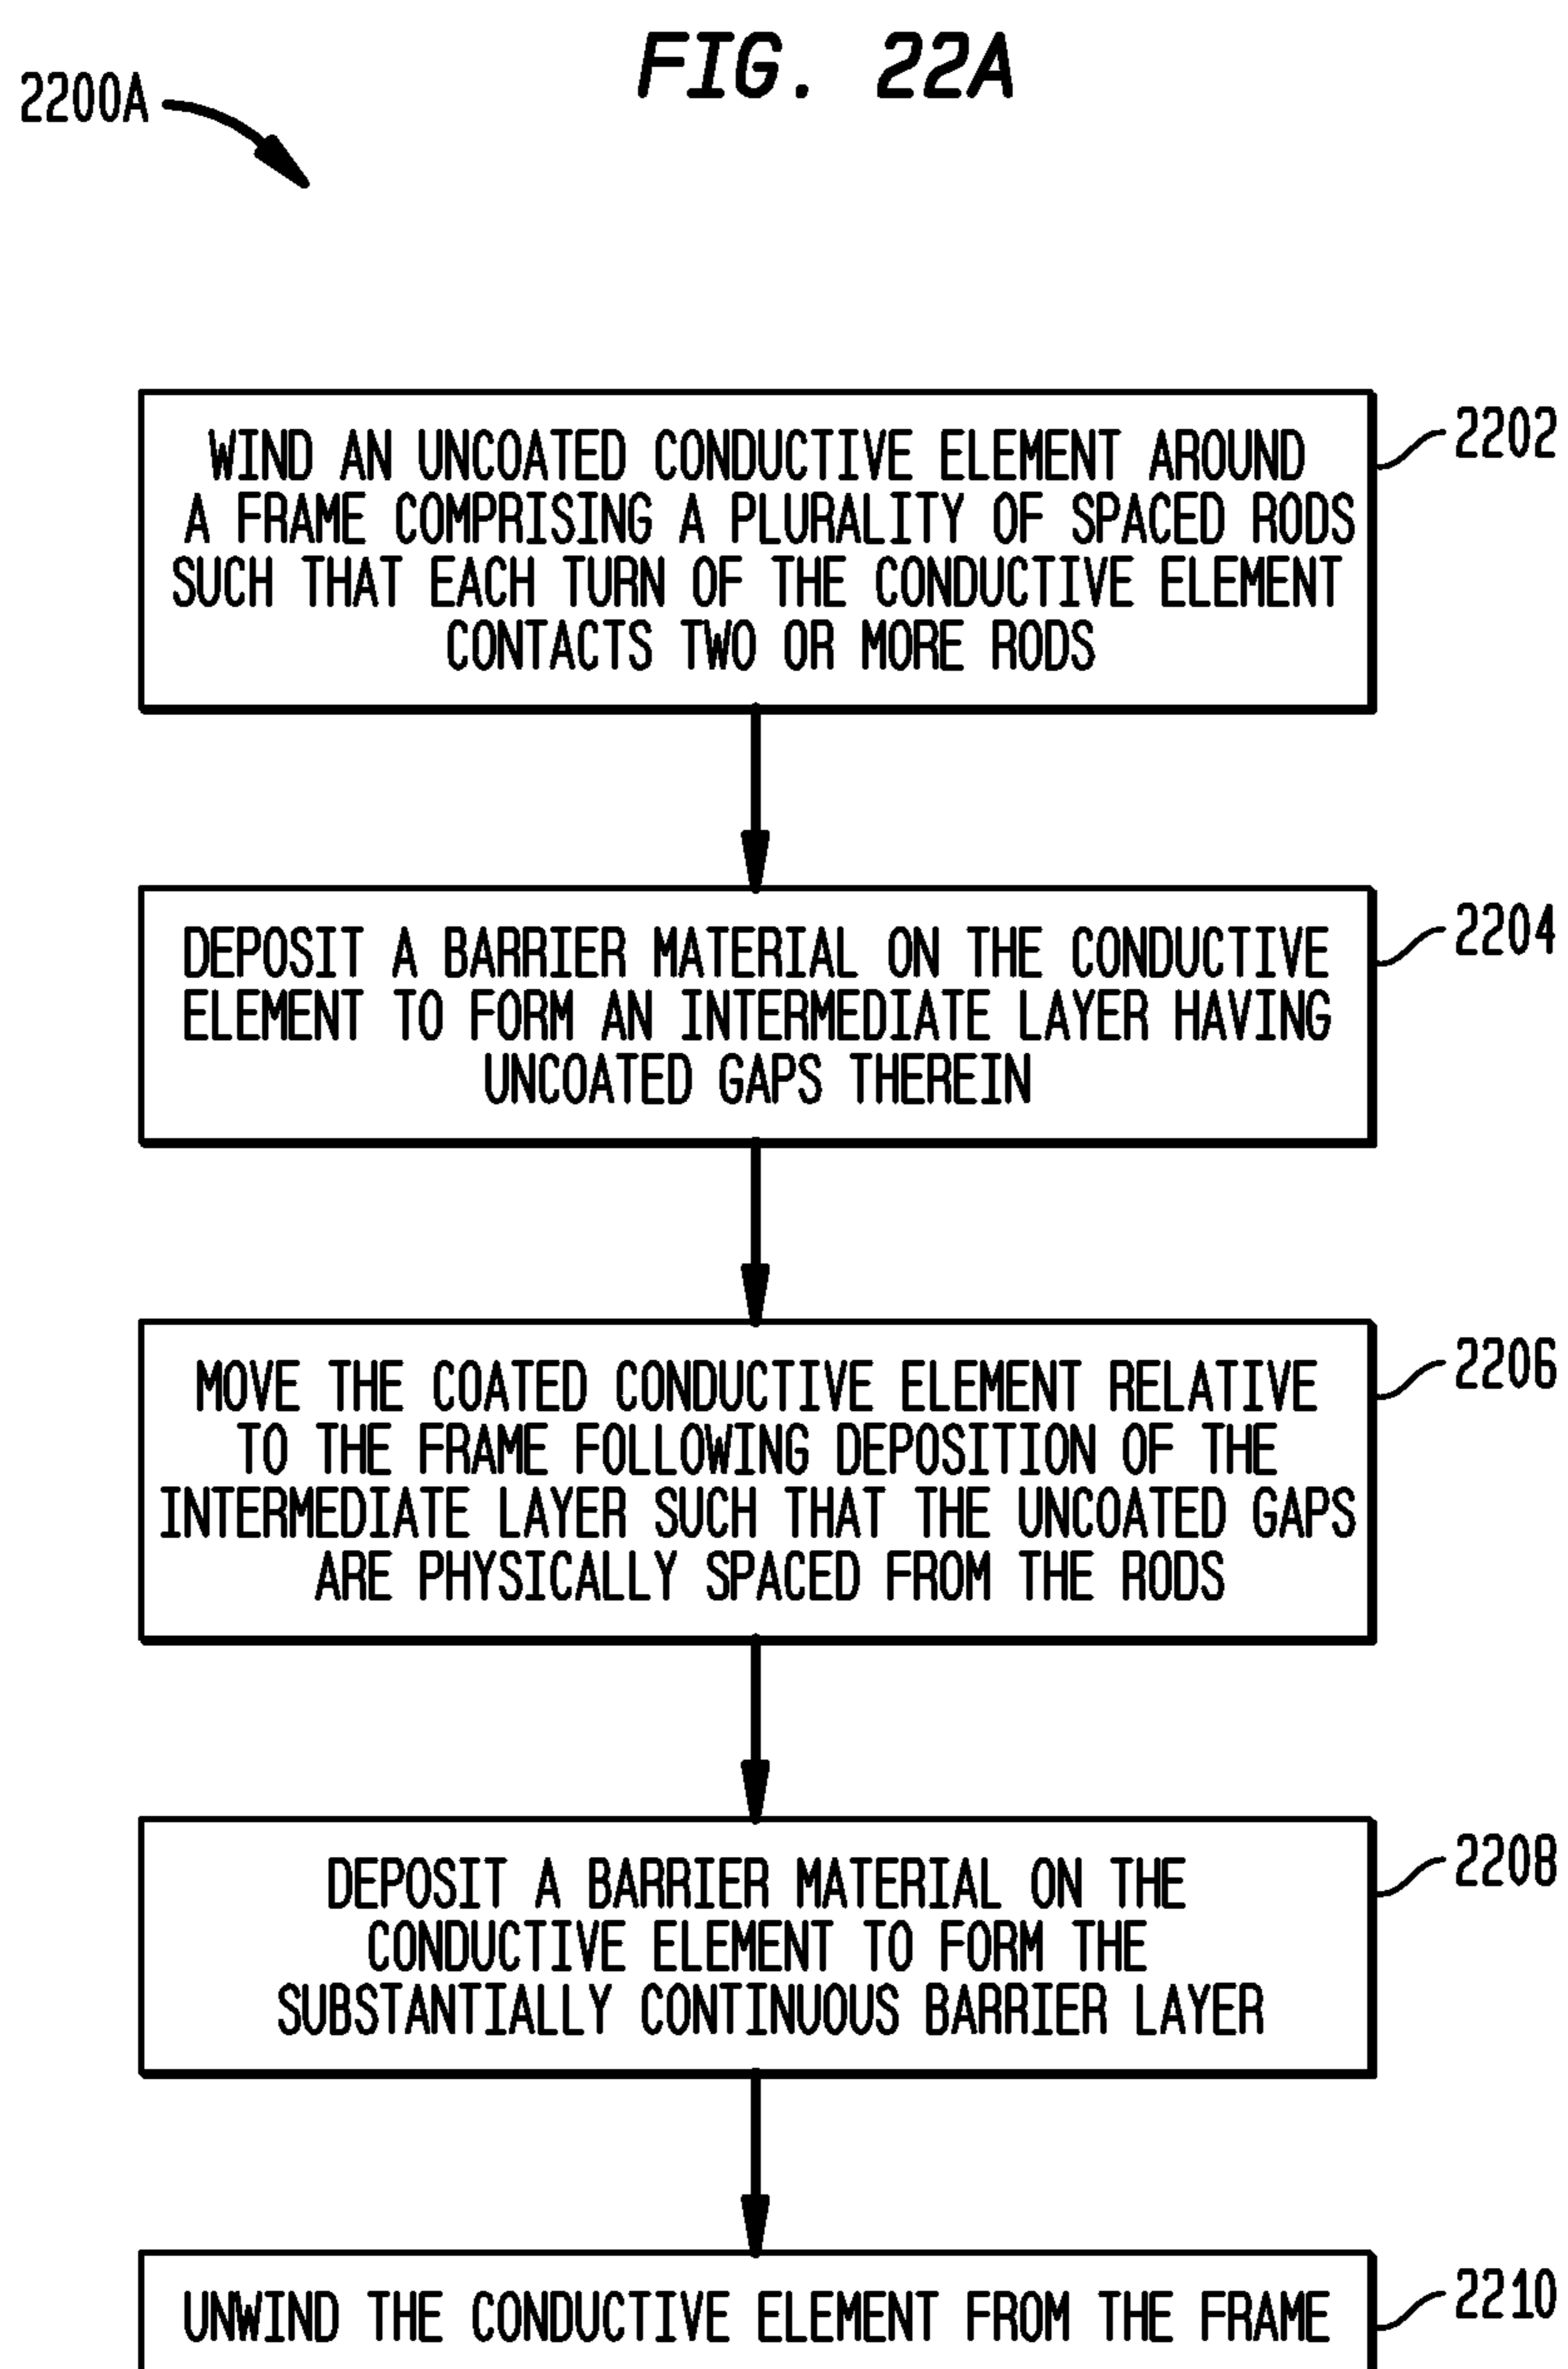 FIG. 22A
2200A
WIND AN UNCOATED CONDUCTIVE ELEMENT AROUND
A FRAME COMPRISING A PLURALITY OF SPACED RODS
SUCH THAT EACH TURN OF THE CONDUCTIVE ELEMENT
CONTACTS TWO OR MORE RODS
2202
DEPOSIT A BARRIER MATERIAL ON THE CONDUCTIVE
ELEMENT TO FORM AN INTERMEDIATE LAYER HAVING
UNCOATED GAPS THEREIN
2204
MOVE THE COATED CONDUCTIVE ELEMENT RELATIVE
TO THE FRAME FOLLOWING DEPOSITION OF THE
INTERMEDIATE LAYER SUCH THAT THE UNCOATED GAPS
ARE PHYSICALLY SPACED FROM THE RODS
2206
DEPOSIT A BARRIER MATERIAL ON THE
CONDUCTIVE ELEMENT TO FORM THE
SUBSTANTIALLY CONTINUOUS BARRIER LAYER
2208
UNWIND THE CONDUCTIVE ELEMENT FROM THE FRAME
2210